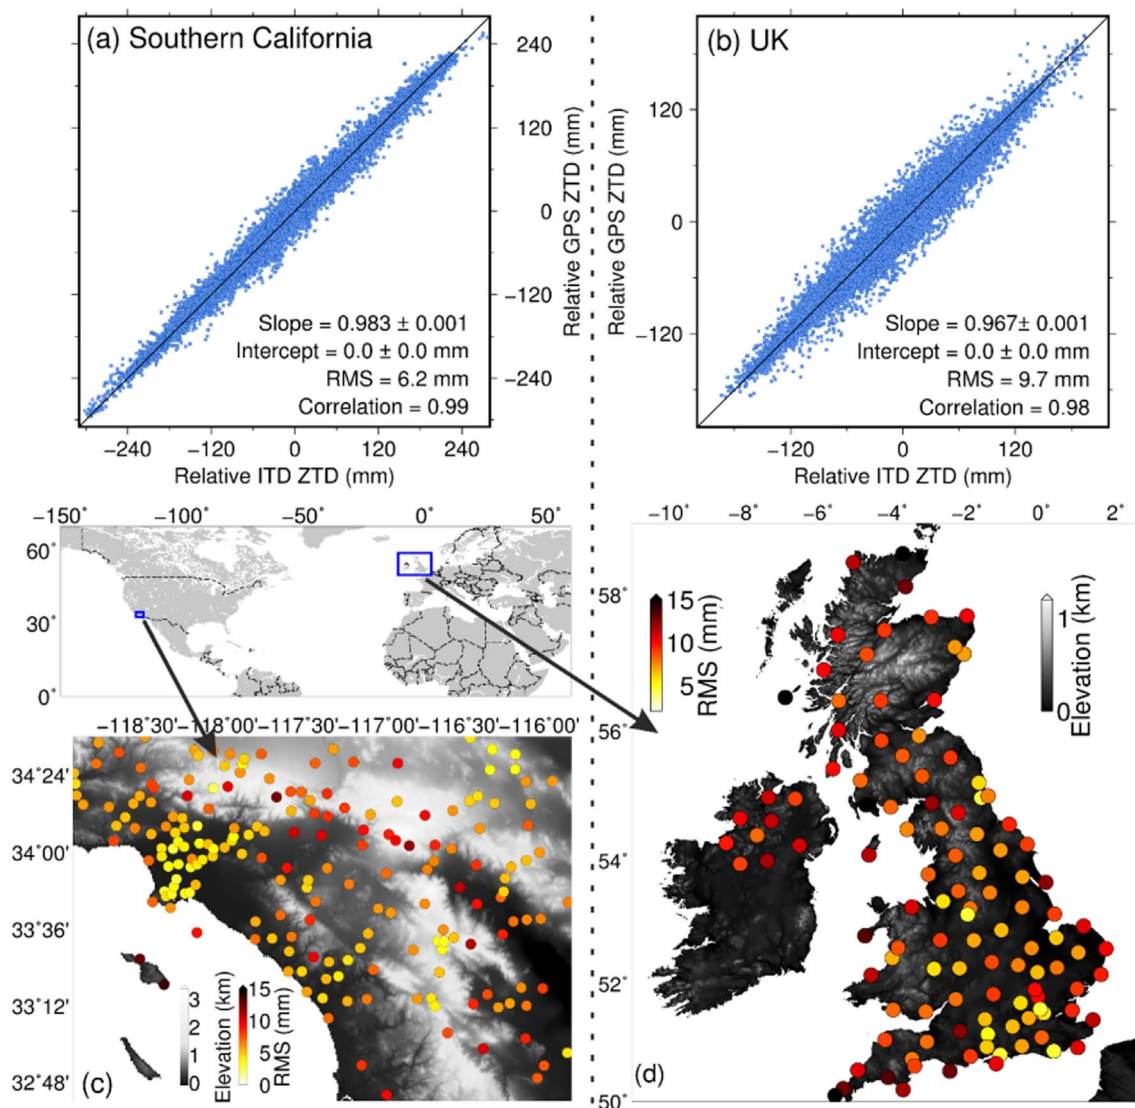 (a) Southern California
240
120
0
−120
−240
Relative GPS ZTD (mm)
Slope = 0.983 ± 0.001
Intercept = 0.0 ± 0.0 mm
RMS = 6.2 mm
Correlation = 0.99
−240 −120 0 120 240
Relative ITD ZTD (mm)
(b) UK
120
0
−120
Relative GPS ZTD (mm)
Slope = 0.967± 0.001
Intercept = 0.0 ± 0.0 mm
RMS = 9.7 mm
Correlation = 0.98
−120 0 120
Relative ITD ZTD (mm)
−150˚ −100˚ −50˚ 0˚ 50˚
60˚
30˚
0˚
−118˚30' −118˚00' −117˚30' −117˚00' −116˚30' −116˚00'
34˚24'
34˚00'
33˚36'
33˚12'
32˚48'
(c)
0 1 2 3
Elevation (km)
0 5 10 15
RMS (mm)
−10˚ −8˚ −6˚ −5˚ −4˚ −2˚ −1˚ 0˚ 1˚ 2˚
58˚
56˚
54˚
52˚
50˚
5 10 15
RMS (mm)
0 1
Elevation (km)
(d)